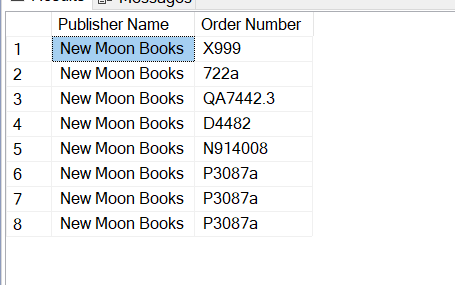 Results Messages
Publisher Name Order Number
1 New Moon Books X999
2 New Moon Books 722a
3 New Moon Books QA7442.3
4 New Moon Books D4482
5 New Moon Books N914008
6 New Moon Books P3087a
7 New Moon Books P3087a
8 New Moon Books P3087a